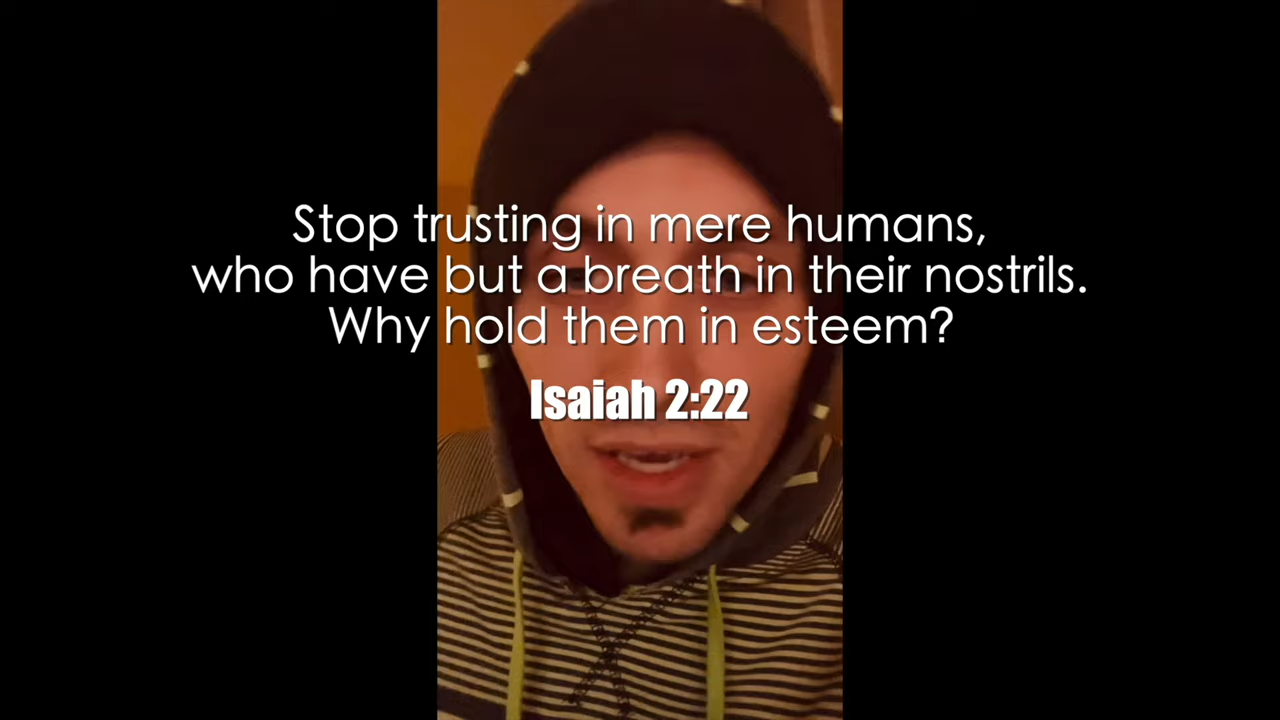 Stop trusting in mere humans,
who have but a breath in their nostrils.
Why hold them in esteem?
Isaiah 2:22